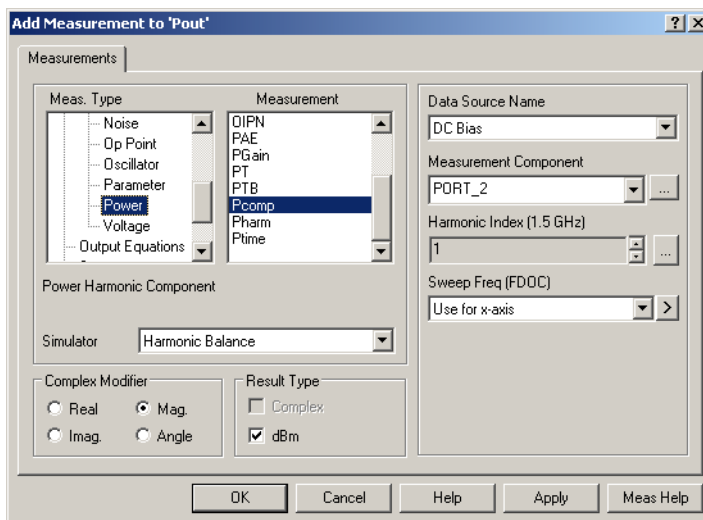 Add Measurement to 'Pout'
Measurements
Meas. Type
Noise
Op Point
Oscillator
Parameter
Power
Voltage
Output Equations
Measurement
OIPN
PAE
PGain
PT
PTB
Pcomp
Pharm
Ptime
Power Harmonic Component
Simulator
Harmonic Balance
Complex Modifier
Real
Mag.
Imag.
Angle
Result Type
Complex
dBm
Data Source Name
DC Bias
Measurement Component
PORT_2
...
Harmonic Index (1.5 GHz)
1
...
Sweep Freq (FDOC)
Use for x-axis
>
OK
Cancel
Help
Apply
Meas Help